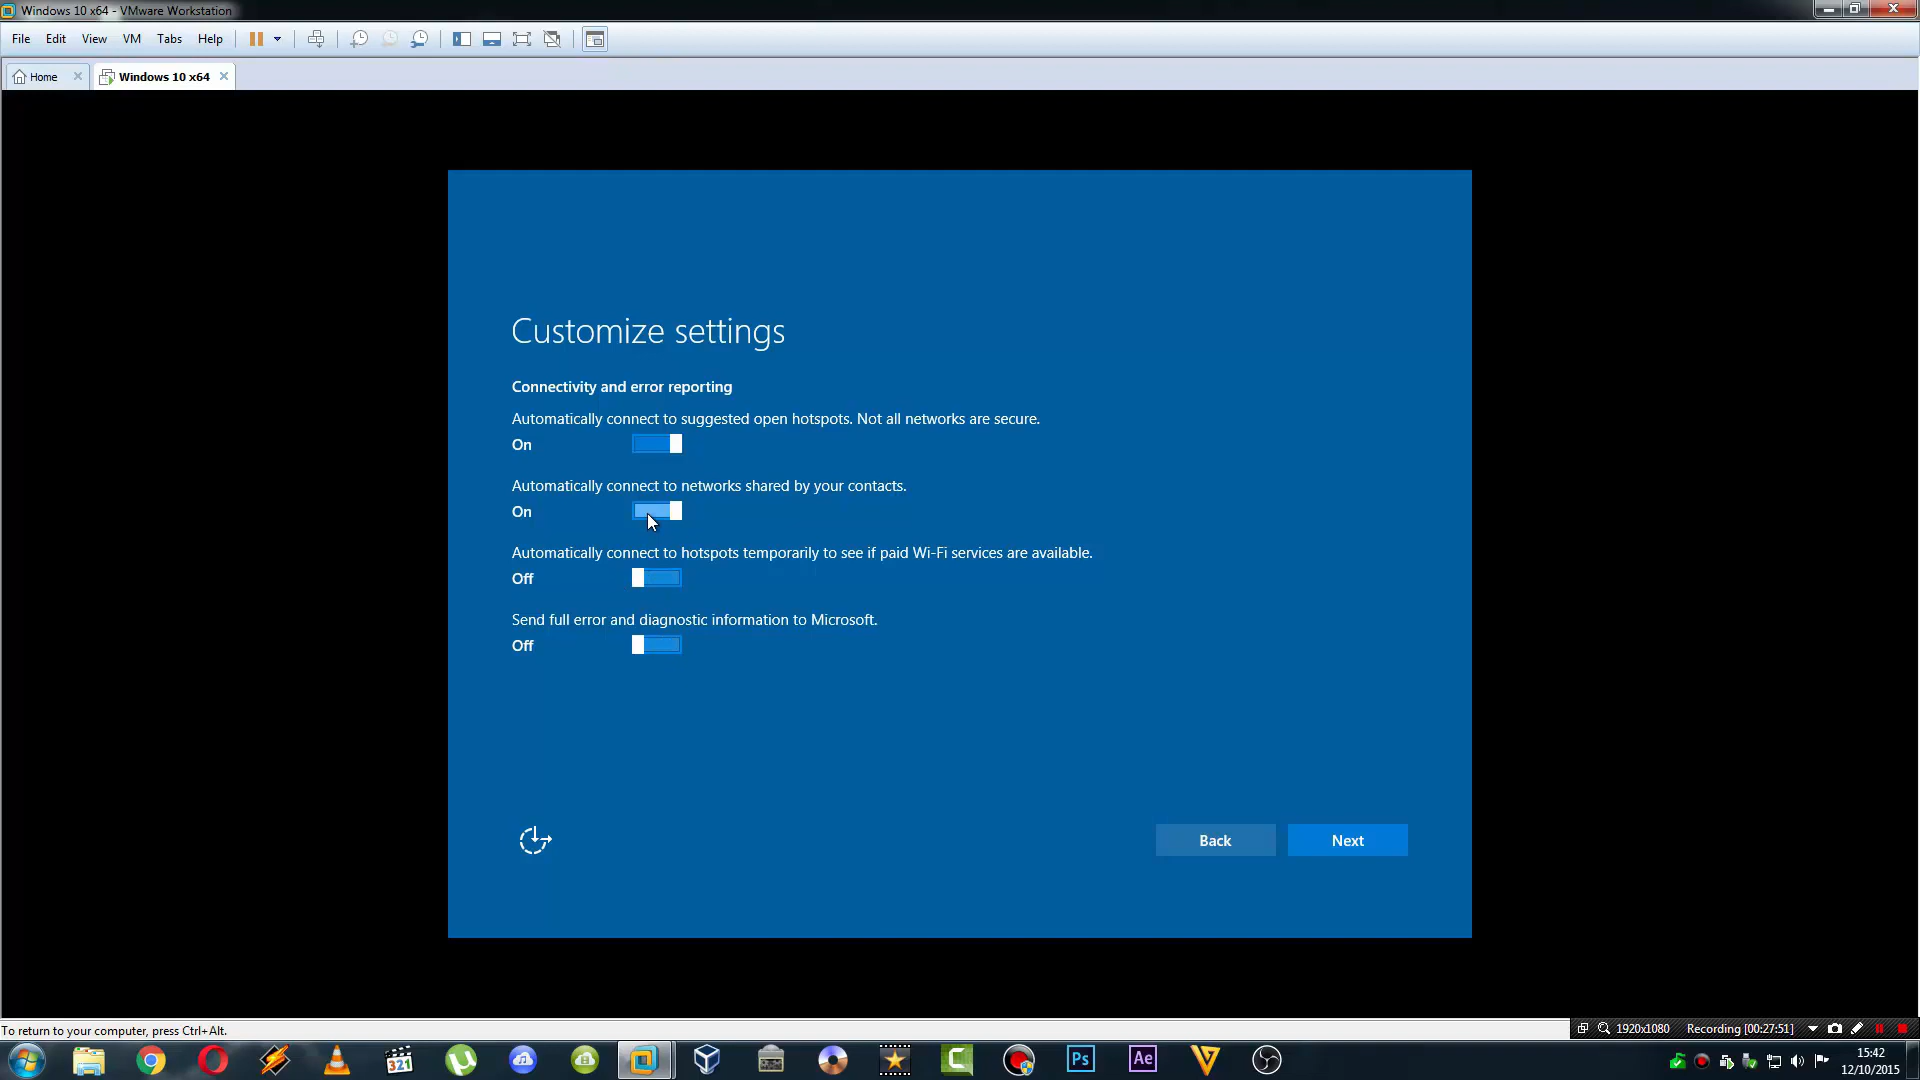 Windows 10 x64 - VMware Workstation
File Edit View VM Tabs Help
Home
Windows 10 x64
Customize settings
Connectivity and error reporting
Automatically connect to suggested open hotspots. Not all networks are secure.
On
Automatically connect to networks shared by your contacts.
On
Automatically connect to hotspots temporarily to see if paid Wi-Fi services are available.
Off
Send full error and diagnostic information to Microsoft.
Off
Back Next
To return to your computer, press Ctrl+Alt.
1920x1080 Recording [00:27:51]
321
Ps
Ae
15:42
12/10/2015